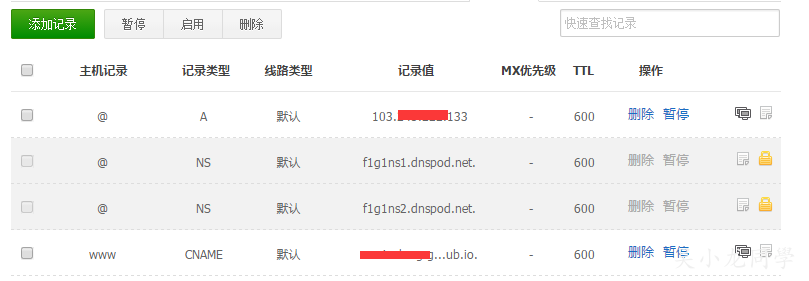 添加记录 暂停 启用 删除 快速查找记录
主机记录 记录类型 线路类型 记录值 MX优先级 TTL 操作
@ A 默认 103. 133 - 600 删除 暂停
@ NS 默认 f1g1ns1.dnspod.net. - 600 删除 暂停
@ NS 默认 f1g1ns2.dnspod.net. - 600 删除 暂停
www CNAME 默认 g...ub.io. - 600 删除 暂停
小龙同学